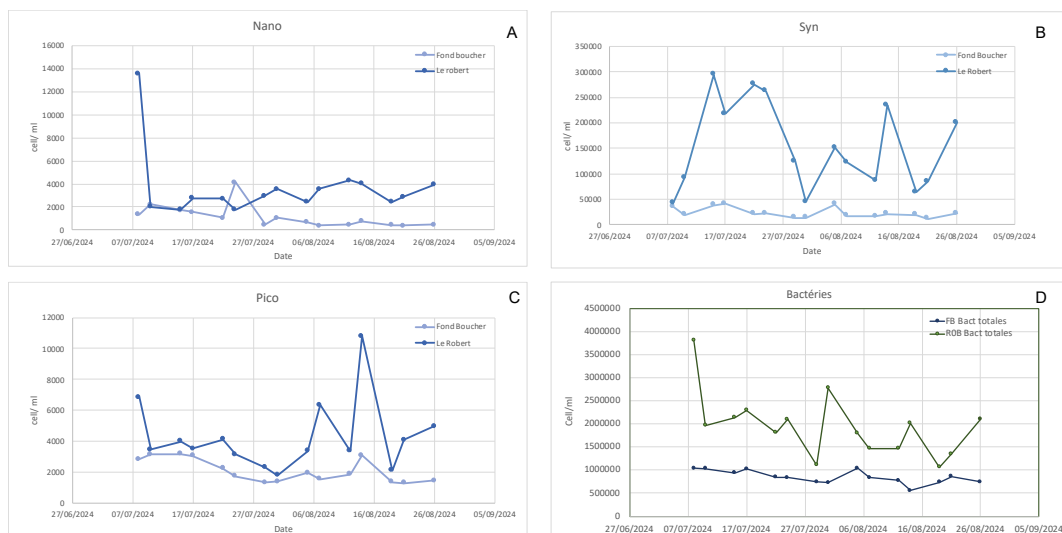 Nano
A
16000
14000
12000
10000
8000
6000
4000
2000
0
cell/ ml
Fond boucher
Le robert
27/06/2024 07/07/2024 17/07/2024 27/07/2024 06/08/2024 16/08/2024 26/08/2024 05/09/2024
Date
Syn
B
350000
300000
250000
200000
150000
100000
50000
0
cell/ ml
Fond Boucher
Le Robert
27/06/2024 07/07/2024 17/07/2024 27/07/2024 06/08/2024 16/08/2024 26/08/2024 05/09/2024
Date
Pico
C
12000
10000
8000
6000
4000
2000
0
cell/ ml
Fond Boucher
Le Robert
27/06/2024 07/07/2024 17/07/2024 27/07/2024 06/08/2024 16/08/2024 26/08/2024 05/09/2024
Date
Bactéries
D
4500000
4000000
3500000
3000000
2500000
2000000
1500000
1000000
500000
0
Cell/ml
FB Bact totales
R0B Bact totales
27/06/2024 07/07/2024 17/07/2024 27/07/2024 06/08/2024 16/08/2024 26/08/2024 05/09/2024